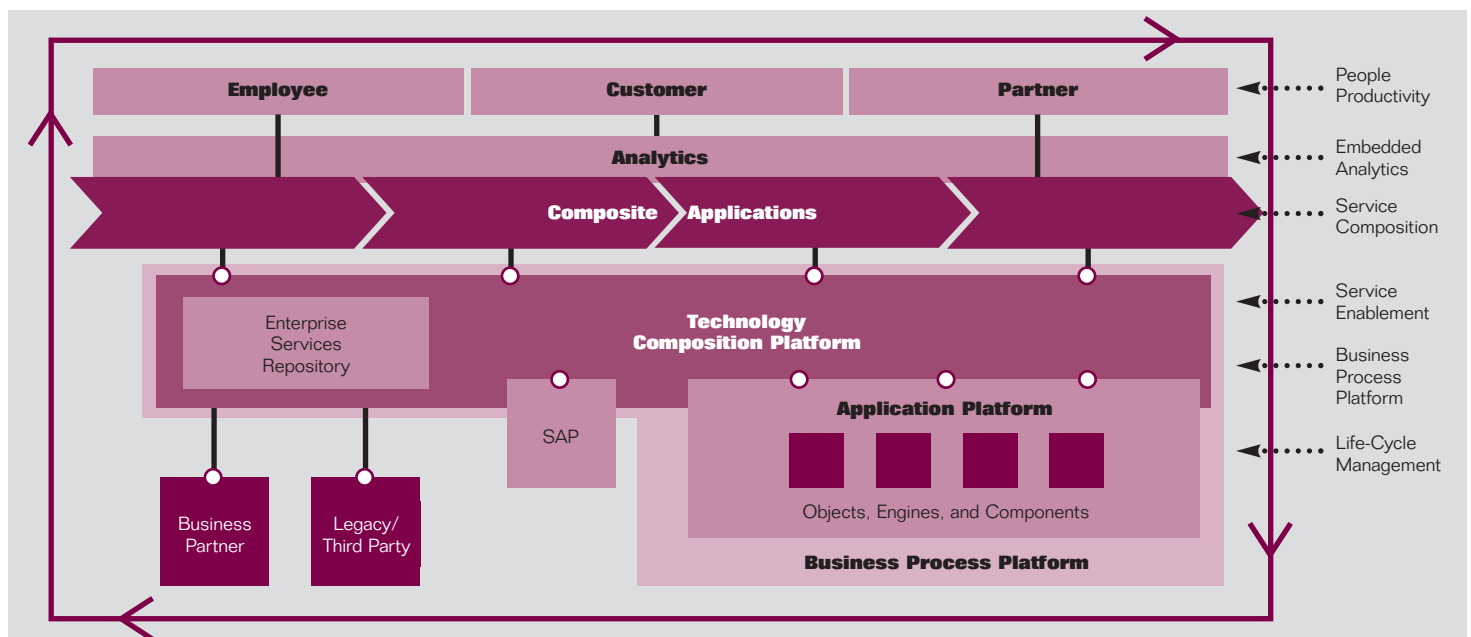 Employee
Customer
Partner
People
Productivity
Analytics
Embedded
Analytics
Composite Applications
Service
Composition
Enterprise
Services
Repository
Technology
Composition Platform
Service
Enablement
Business
Process
Platform
SAP
Application Platform
Objects, Engines, and Components
Life-Cycle
Management
Business
Partner
Legacy/
Third Party
Business Process Platform